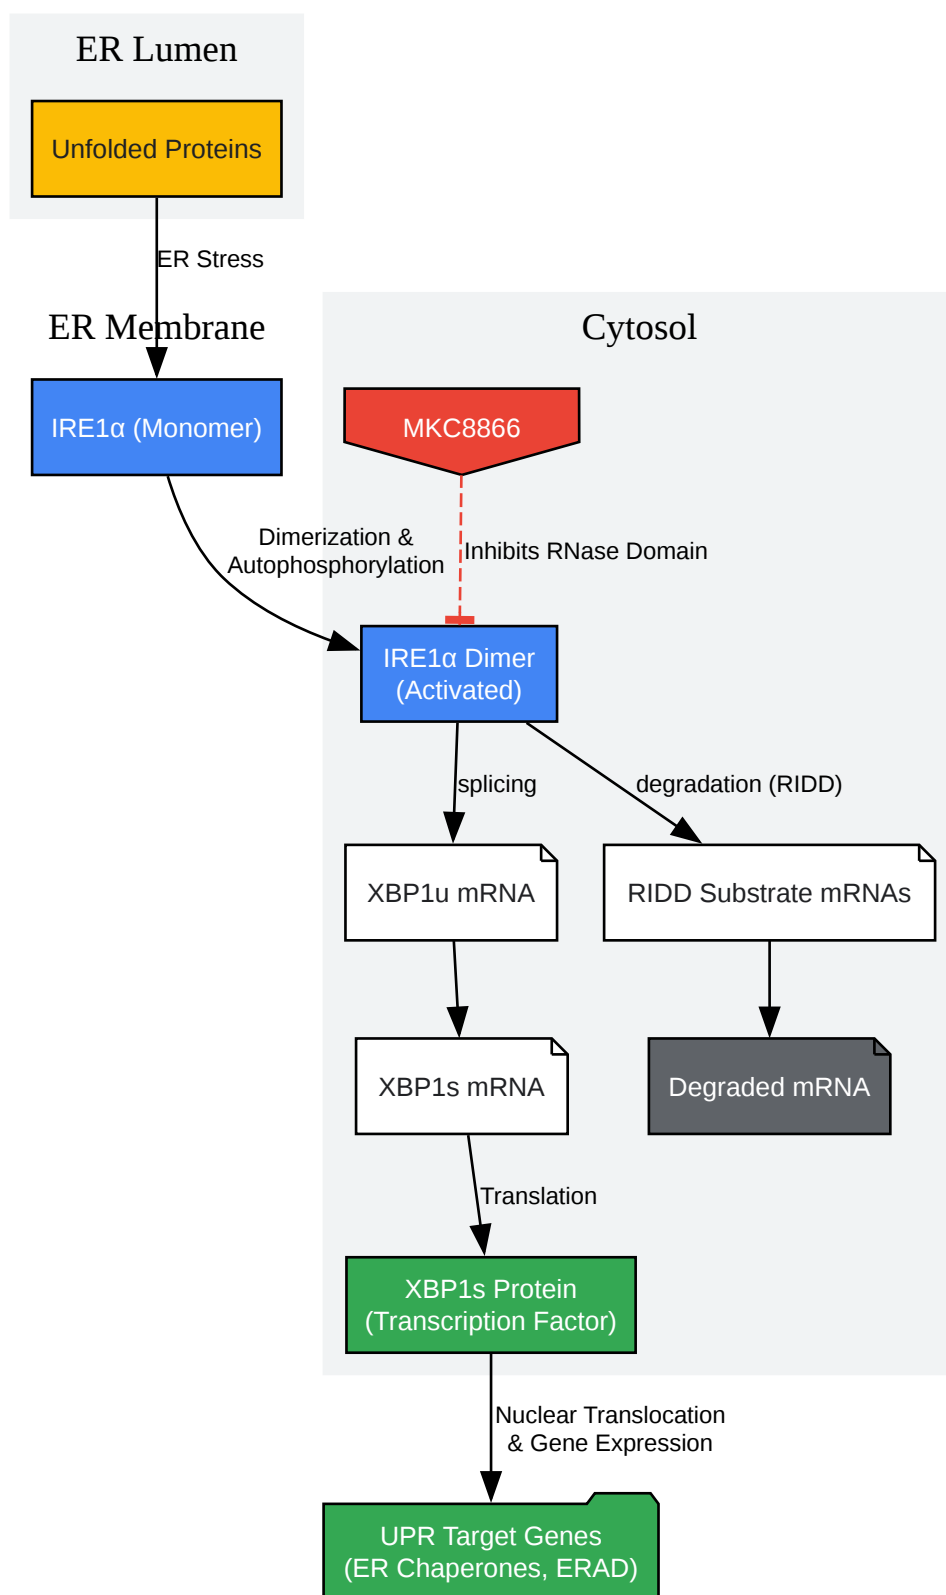 ER Lumen
Unfolded Proteins
ER Stress
ER Membrane
Cytosol
IRE1α (Monomer)
MKC8866
Dimerization &
Autophosphorylation
Inhibits RNase Domain
IRE1α Dimer
(Activated)
splicing
degradation (RIDD)
XBP1u mRNA
RIDD Substrate mRNAs
XBP1s mRNA
Degraded mRNA
Translation
XBP1s Protein
(Transcription Factor)
Nuclear Translocation
& Gene Expression
UPR Target Genes
(ER Chaperones, ERAD)